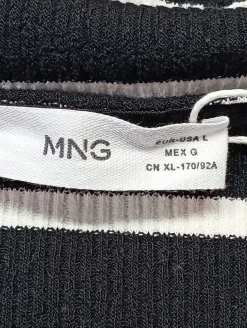 MNG
EUR-USA L
MEX G
CN XL-170/92A